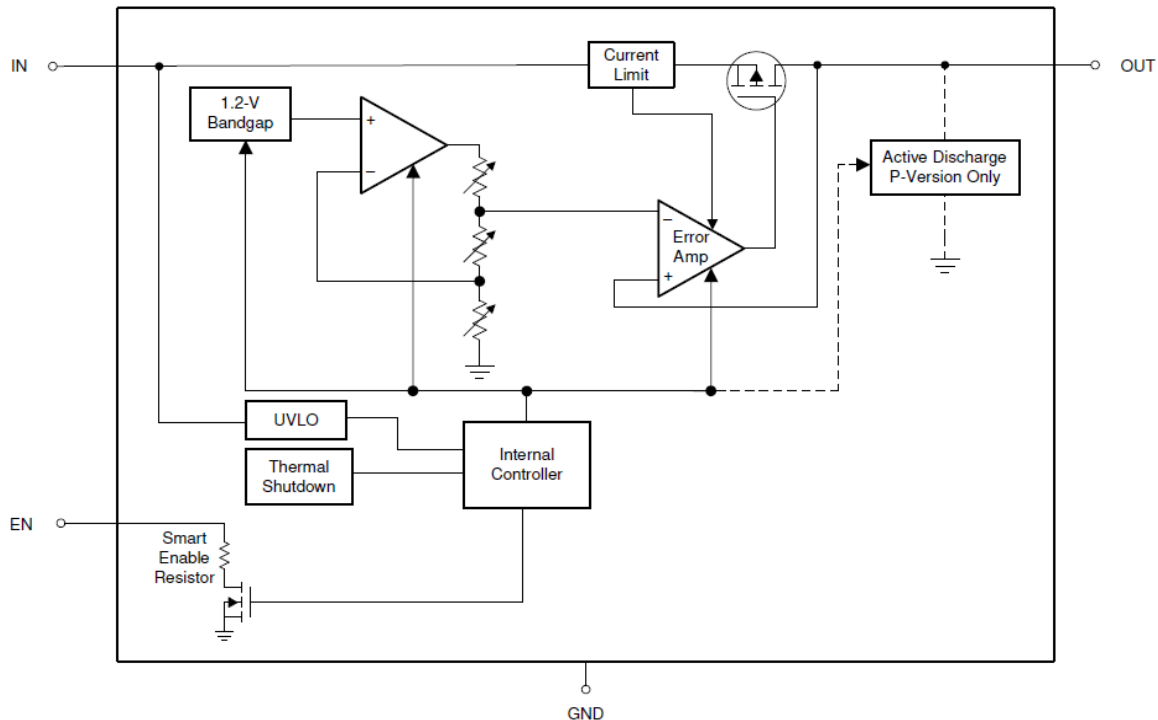 IN
Current
Limit
OUT
1.2-V
Bandgap
+
–
Active Discharge
P-Version Only
–
Error
Amp
+
UVLO
Internal
Controller
Thermal
Shutdown
EN
Smart
Enable
Resistor
GND